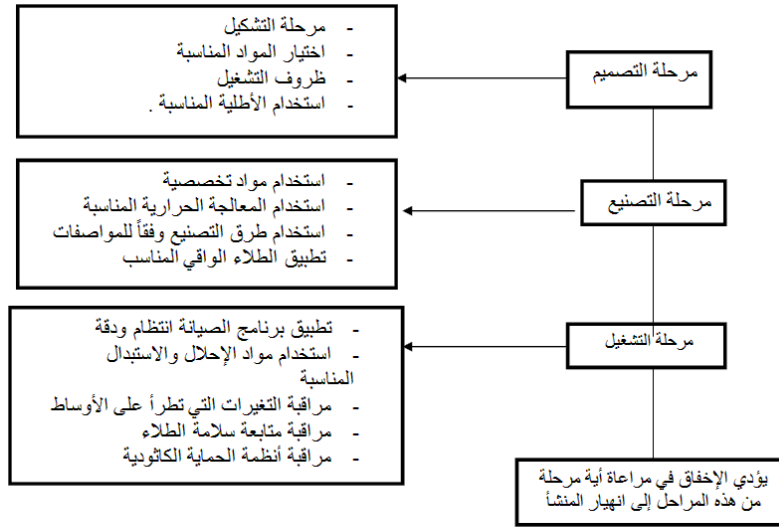 مرحلة التصميم
- مرحلة التشكيل
- اختيار المواد المناسبة
- ظروف التشغيل
- استخدام الأطلية المناسبة .
مرحلة التصنيع
- استخدام مواد تخصصية
- استخدام المعالجة الحرارية المناسبة
- استخدام طرق التصنيع وفقاً للمواصفات
- تطبيق الطلاء الواقي المناسب
مرحلة التشغيل
- تطبيق برنامج الصيانة انتظام ودقة
- استخدام مواد الإحلال والاستبدال
المناسبة
- مراقبة التغيرات التي تطرأ على الأوساط
- مراقبة متابعة سلامة الطلاء
- مراقبة أنظمة الحماية الكاثودية
يؤدي الإخفاق في مراعاة أية مرحلة
من هذه المراحل إلى انهيار المنشأ